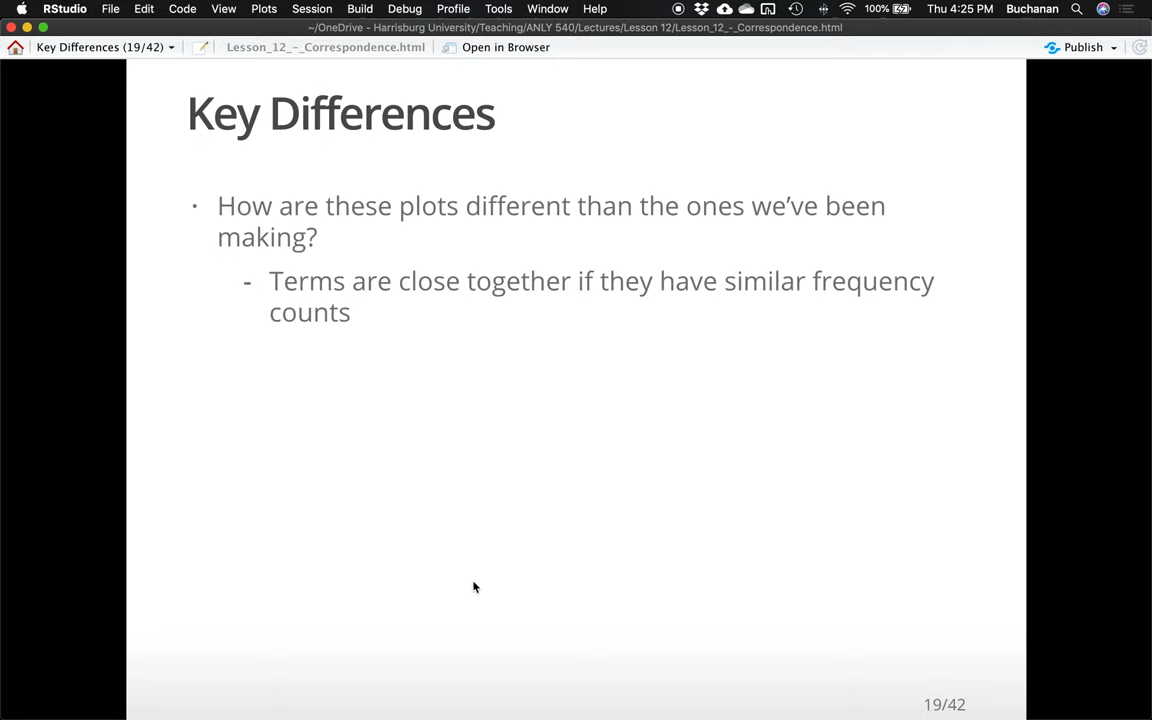 RStudio File Edit Code View Plots Session Build Debug Profile Tools Window Help 100% Thu 4:25 PM Buchanan
~/OneDrive - Harrisburg University/Teaching/ANLY 540/Lectures/Lesson 12/Lesson_12_-_Correspondence.html
Key Differences (19/42) Lesson_12_-_Correspondence.html Open in Browser Publish
Key Differences
· How are these plots different than the ones we’ve been
making?
- Terms are close together if they have similar frequency
counts
19/42